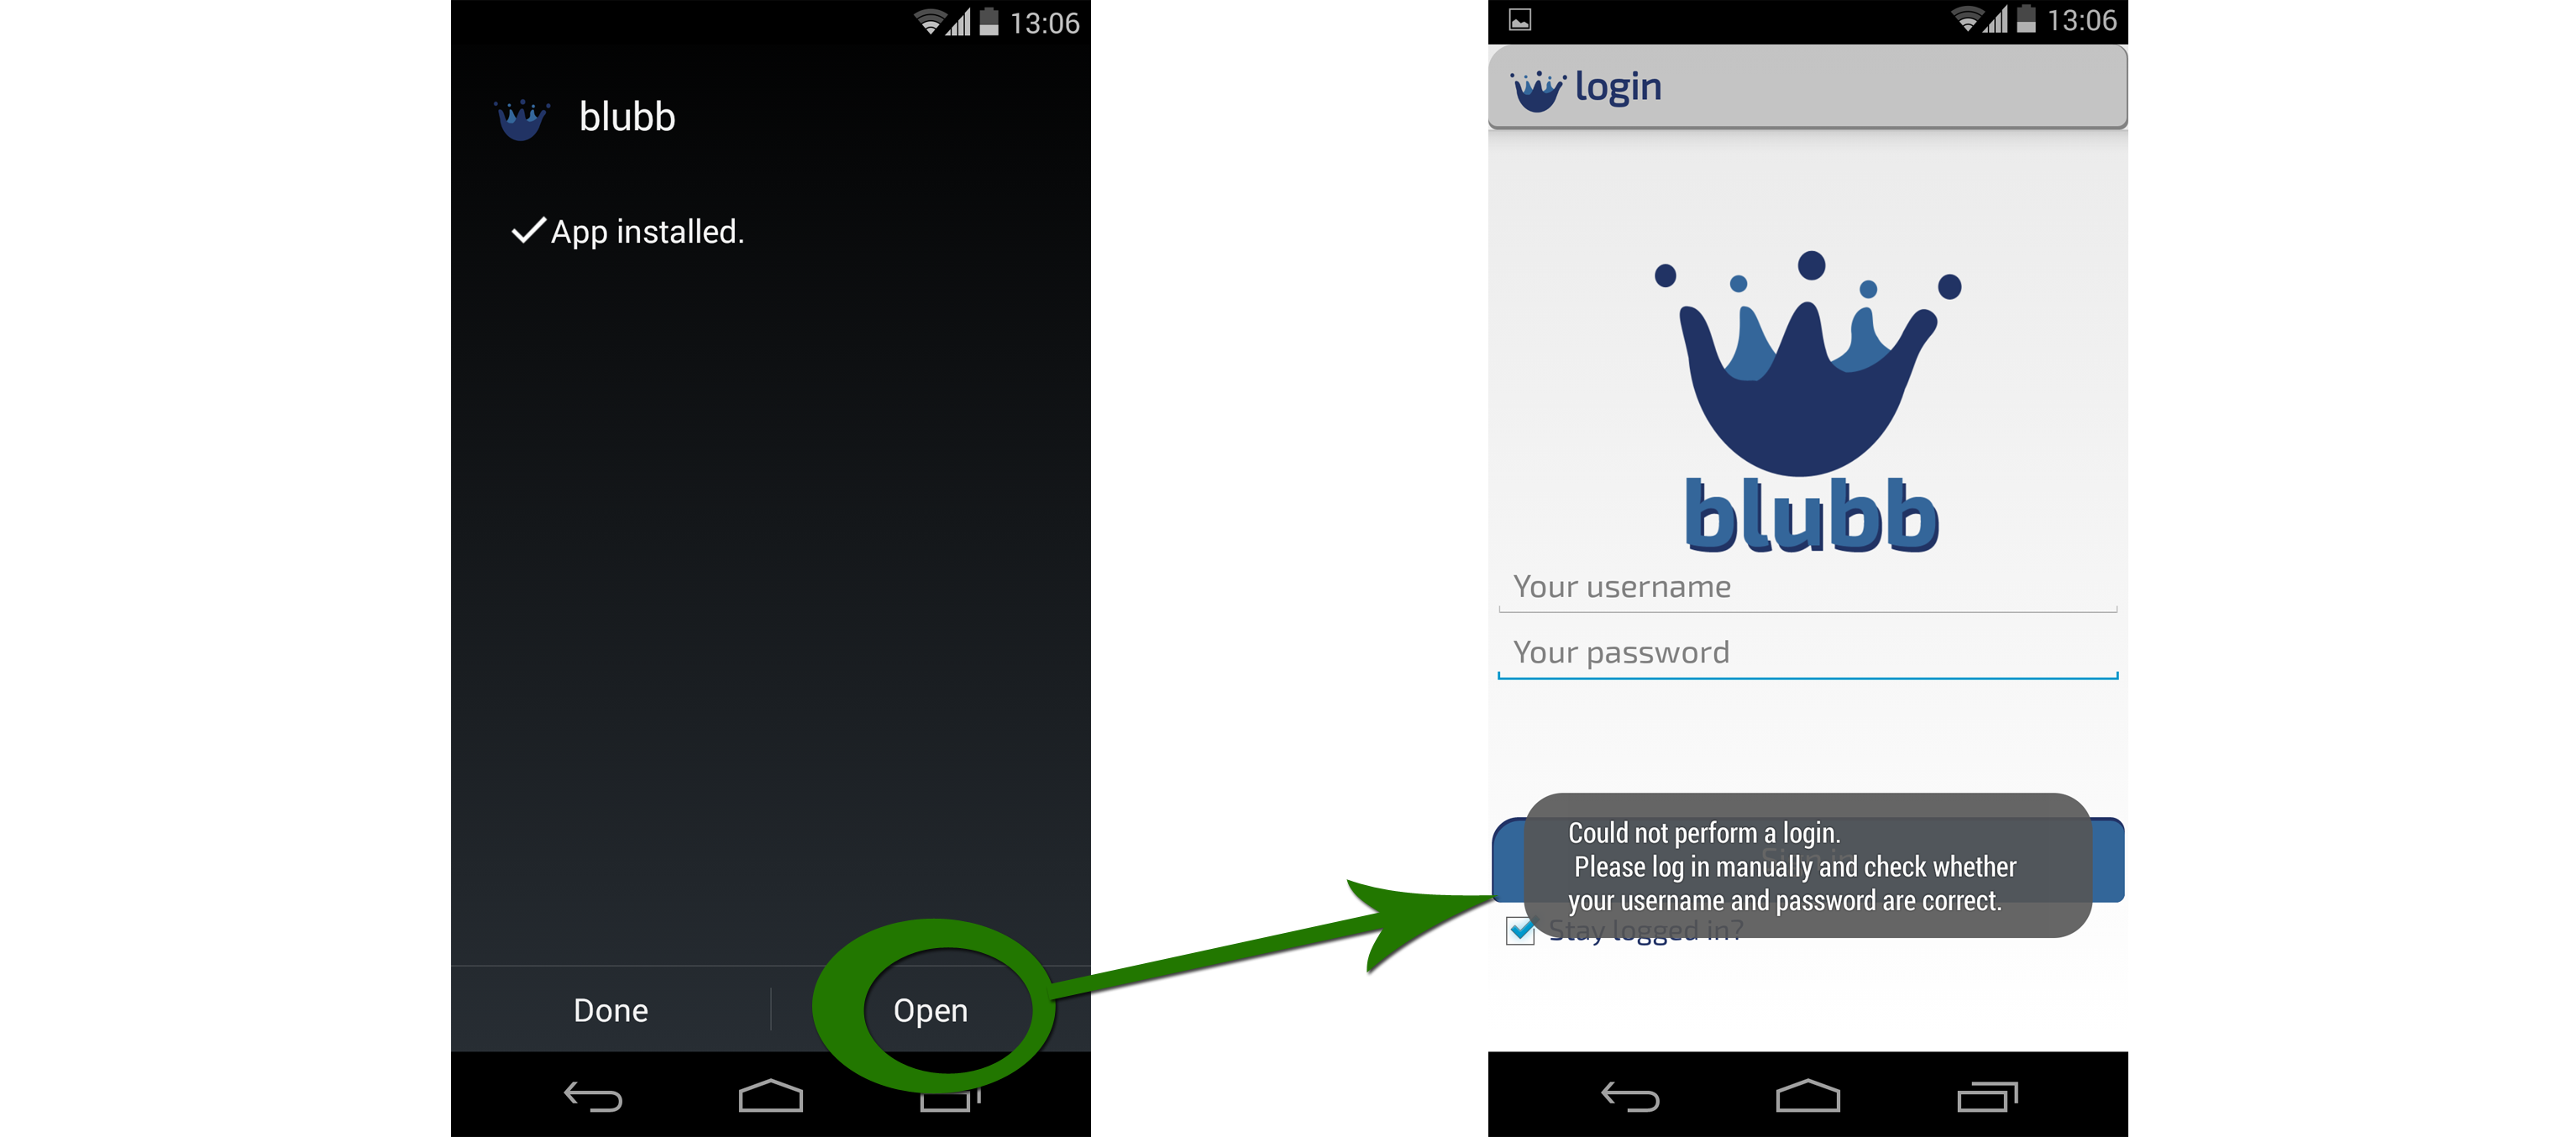 13:06
blubb
App installed.
Done
Open
13:06
login
blubb
Your username
Your password
Could not perform a login.
Please log in manually and check whether
your username and password are correct.
Stay logged in?